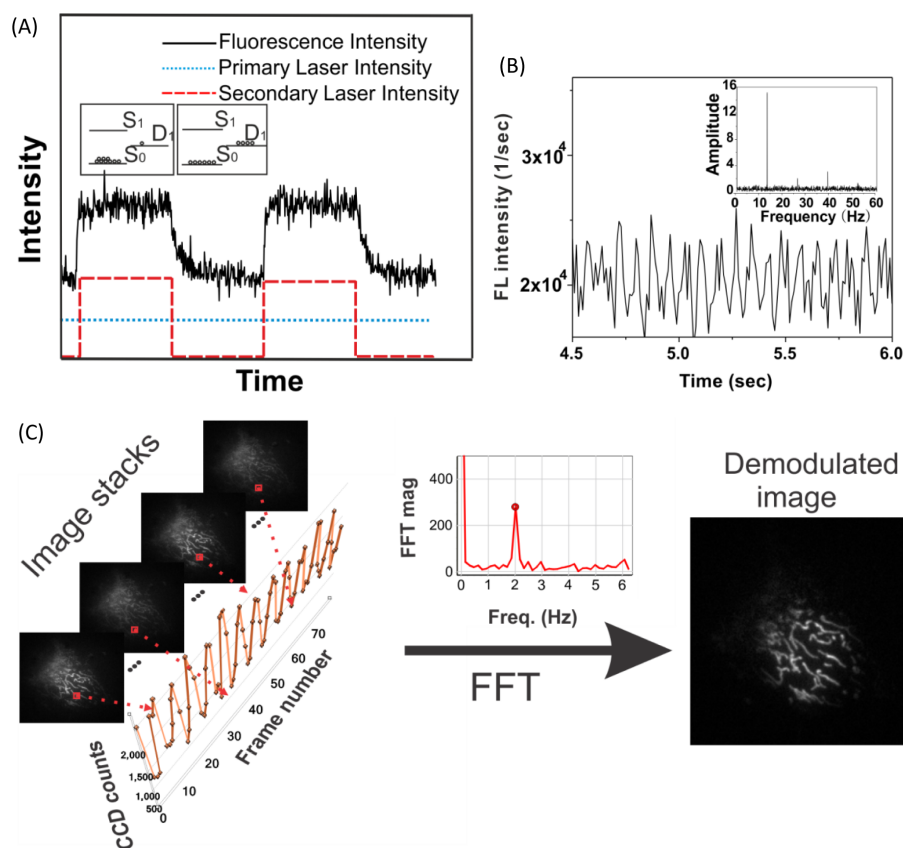 (A)
Fluorescence Intensity
Primary Laser Intensity
Secondary Laser Intensity
S1
D1
S0
S1
D1
S0
Intensity
Time
(B)
FL intensity (1/sec)
3x10⁴
2x10⁴
4.5 5.0 5.5 6.0
Time (sec)
Amplitude
16
12
8
4
0
0 10 20 30 40 50 60
Frequency (Hz)
(C)
Image stacks
CCD counts
2,000
1,500
1,000
500
0 10 20 30 40 50 60 70
Frame number
FFT mag
400
200
0
0 1 2 3 4 5 6
Freq. (Hz)
FFT
Demodulated
image